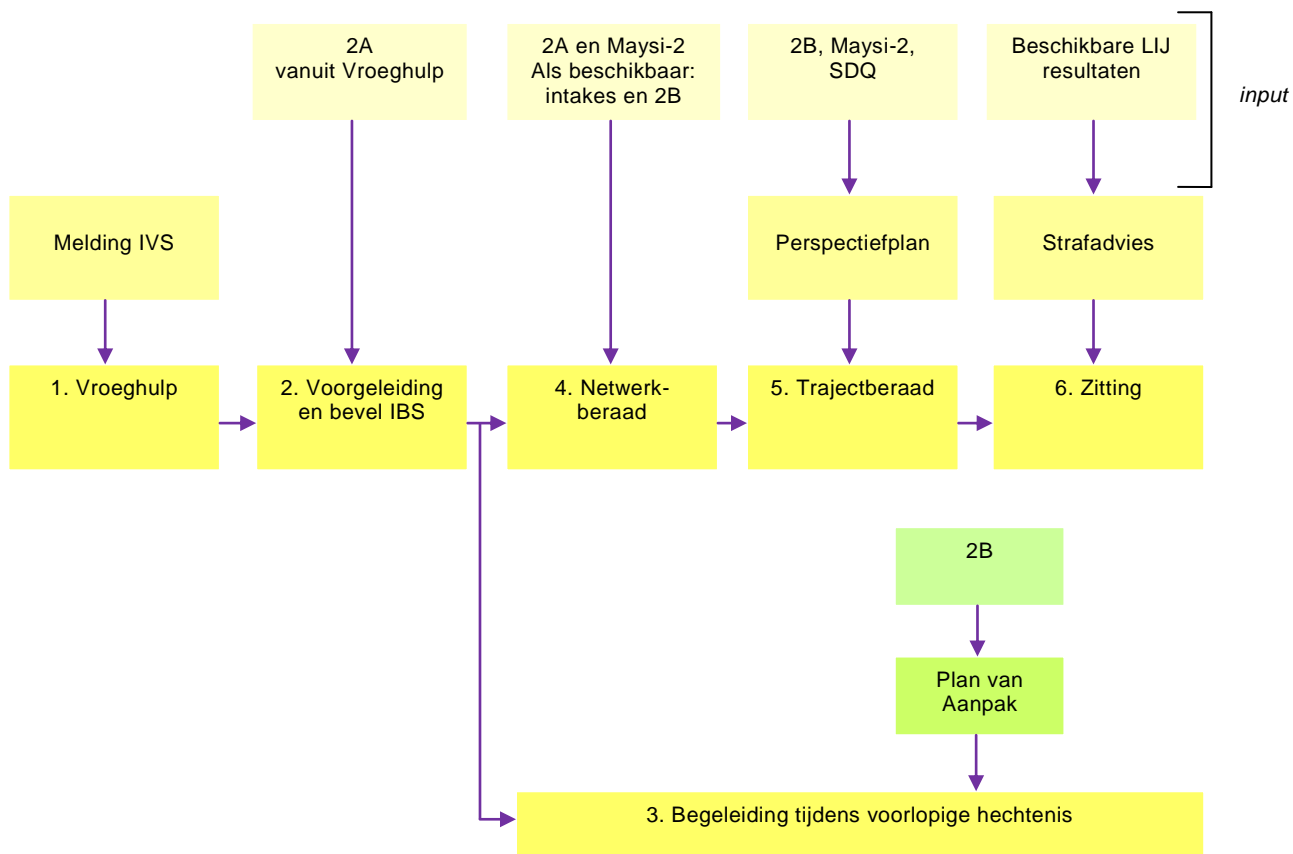 2A
vanuit Vroeghulp
2A en Maysi-2
Als beschikbaar:
intakes en 2B
2B, Maysi-2,
SDQ
Beschikbare LIJ
resultaten
input
Melding IVS
Perspectiefplan
Strafadvies
1. Vroeghulp
2. Voorgeleiding
en bevel IBS
4. Netwerk-
beraad
5. Trajectberaad
6. Zitting
2B
Plan van
Aanpak
3. Begeleiding tijdens voorlopige hechtenis